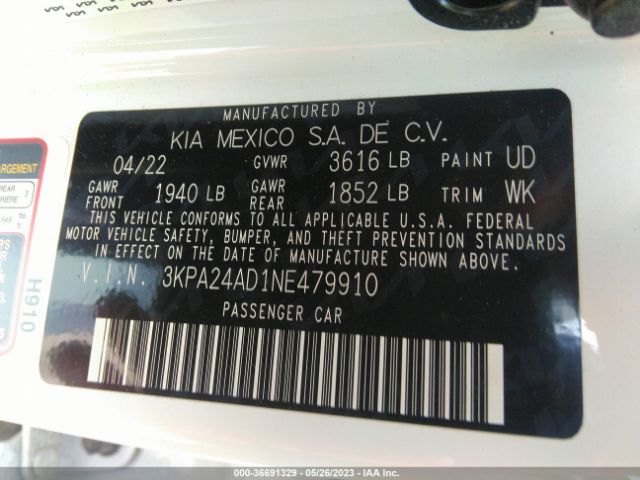 MANUFACTURED BY
KIA MEXICO S.A. DE C.V.
04/22 GVWR 3616 LB PAINT UD
GAWR FRONT 1940 LB GAWR REAR 1852 LB TRIM WK
THIS VEHICLE CONFORMS TO ALL APPLICABLE U.S.A. FEDERAL
MOTOR VEHICLE SAFETY, BUMPER, AND THEFT PREVENTION STANDARDS
IN EFFECT ON THE DATE OF MANUFACTURE SHOWN ABOVE.
V.I.N. 3KPA24AD1NE479910
PASSENGER CAR
H910
REAR
3
000-36691329 - 05/26/2023 - IAA Inc.